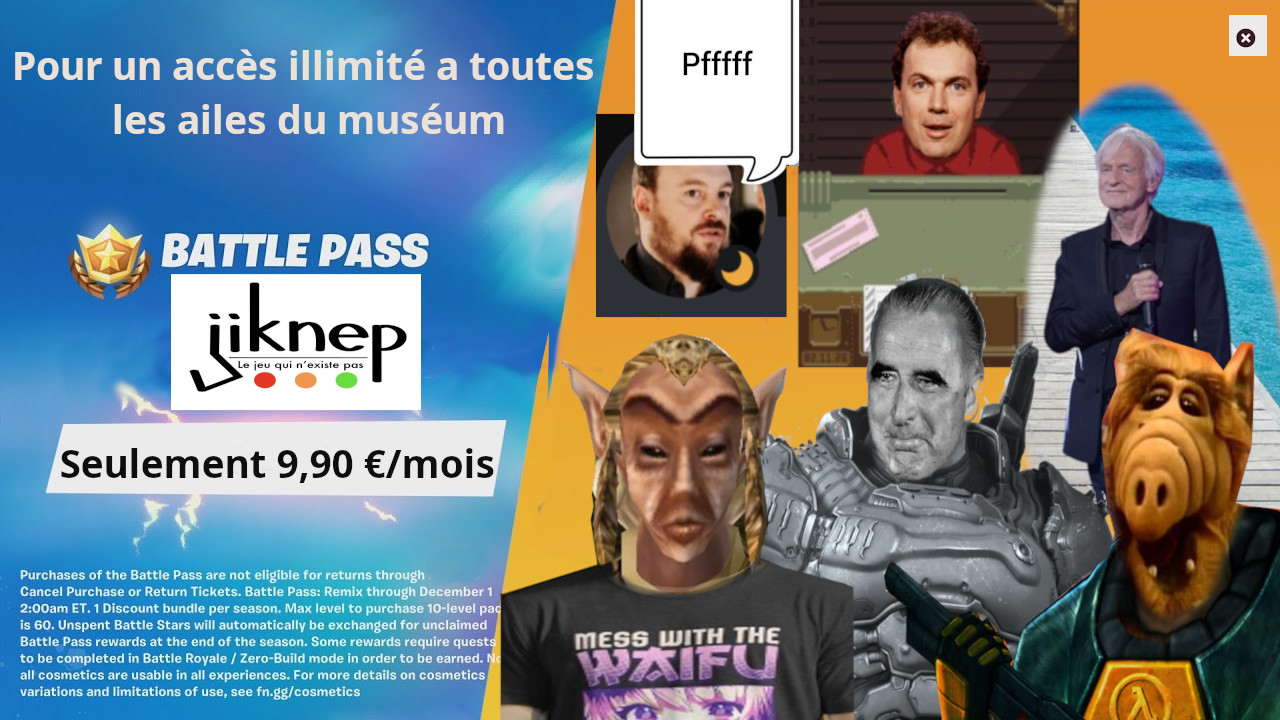 Pour un accès illimité a toutes
les ailes du muséum
Pfffff
BATTLE PASS
jiknep
Le jeu qui n'existe pas
Seulement 9,90 €/mois
Purchases of the Battle Pass are not eligible for returns through
Cancel Purchase or Return Tickets. Battle Pass: Remix through December 1
2:00am ET. 1 Discount bundle per season. Max level to purchase 10-level pac
is 60. Unspent Battle Stars will automatically be exchanged for unclaimed
Battle Pass rewards at the end of the season. Some rewards require quests
to be completed in Battle Royale / Zero-Build mode in order to be earned. No
all cosmetics are usable in all experiences. For more details on cosmetics
variations and limitations of use, see fn.gg/cosmetics
MESS WITH THE
WAIFU
02.11.26